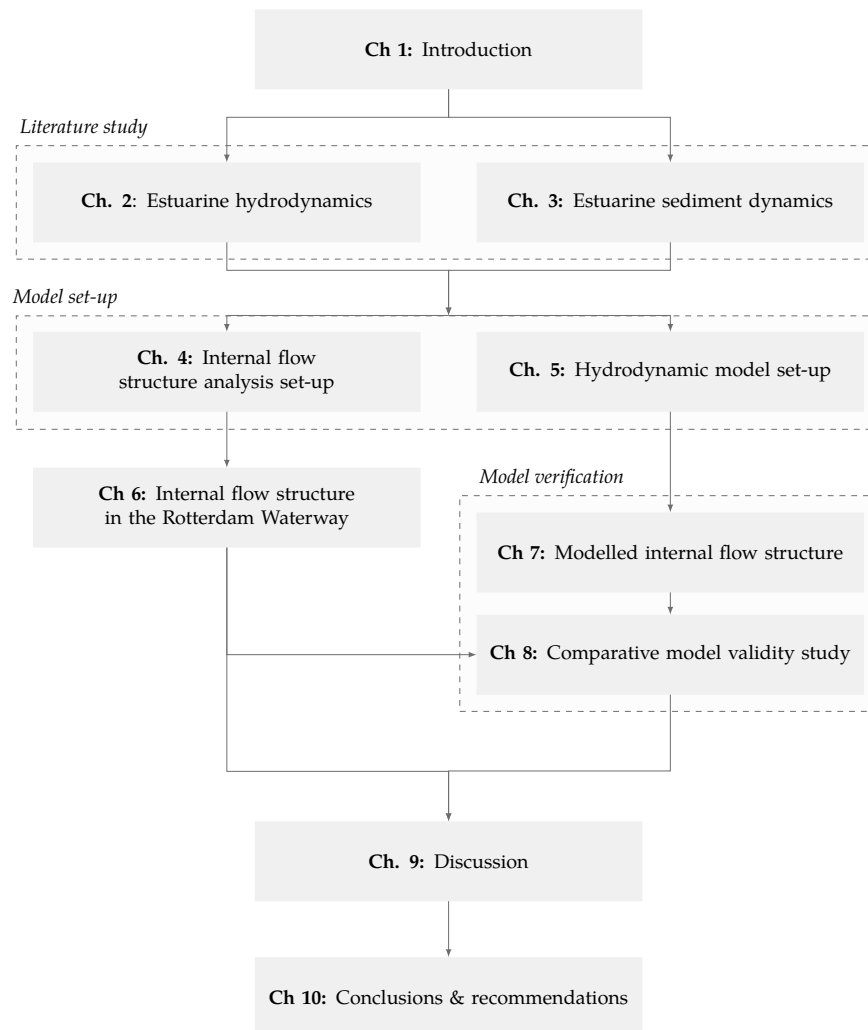 Ch 1: Introduction
Literature study
Ch. 2: Estuarine hydrodynamics
Ch. 3: Estuarine sediment dynamics
Model set-up
Ch. 4: Internal flow
structure analysis set-up
Ch. 5: Hydrodynamic model set-up
Ch 6: Internal flow structure
in the Rotterdam Waterway
Model verification
Ch 7: Modelled internal flow structure
Ch 8: Comparative model validity study
Ch. 9: Discussion
Ch 10: Conclusions & recommendations